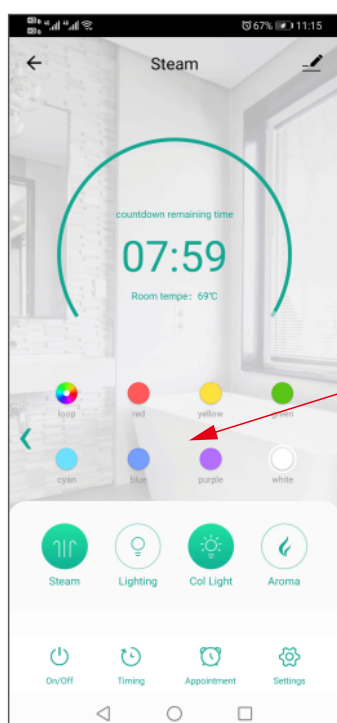 67% 11:15
Steam
countdown remaining time
07:59
Room tempe: 69℃
loop red yellow green
cyan blue purple white
Steam Lighting Col Light Aroma
On/Off Timing Appointment Settings